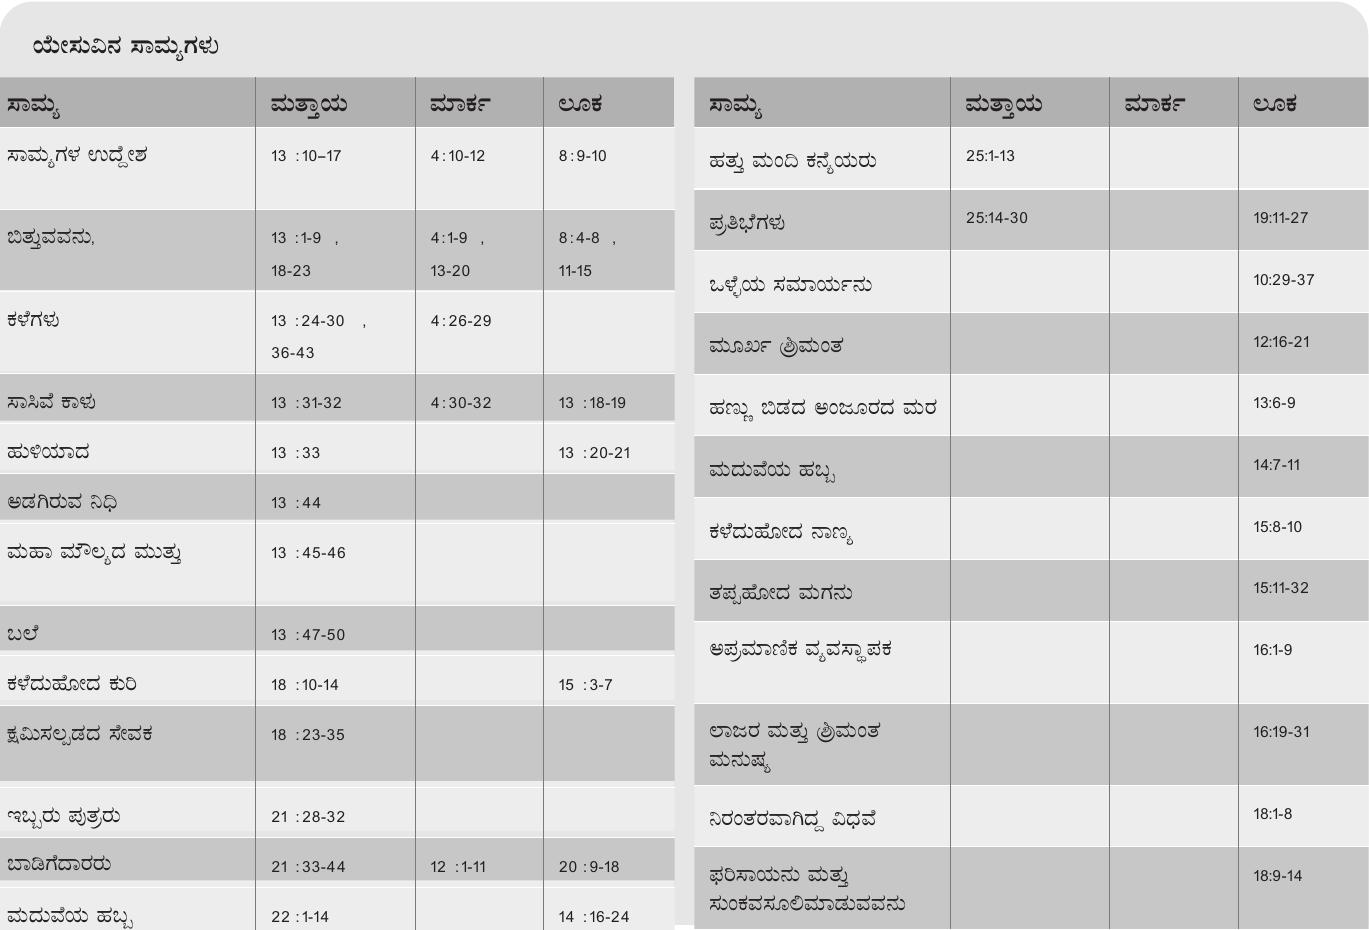 ಯೇಸುವಿನ ಸಾಮ್ಯಗಳು
ಸಾಮ್ಯ ಮತ್ತಾಯ ಮಾರ್ಕ ಲೂಕ
ಸಾಮ್ಯಗಳ ಉದ್ದೇಶ 13 :10–17 4:10-12 8:9-10
ಬಿತ್ತುವವನು, 13 :1-9 , 4:1-9 , 8:4-8 ,
18-23 13-20 11-15
ಕಳೆಗಳು 13 :24-30 , 4:26-29
36-43
ಸಾಸಿವೆ ಕಾಳು 13 :31-32 4:30-32 13 :18-19
ಹುಳಿಯಾದ 13 :33 13 :20-21
ಅಡಗಿರುವ ನಿಧಿ 13 :44
ಮಹಾ ಮೌಲ್ಯದ ಮುತ್ತು 13 :45-46
ಬಲೆ 13 :47-50
ಕಳೆದುಹೋದ ಕುರಿ 18 :10-14 15 :3-7
ಕ್ಷಮಿಸಲ್ಪಡದ ಸೇವಕ 18 :23-35
ಇಬ್ಬರು ಪುತ್ರರು 21 :28-32
ಬಾಡಿಗೆದಾರರು 21 :33-44 12 :1-11 20 :9-18
ಮದುವೆಯ ಹಬ್ಬ 22 :1-14 14 :16-24
ಸಾಮ್ಯ ಮತ್ತಾಯ ಮಾರ್ಕ ಲೂಕ
ಹತ್ತು ಮಂದಿ ಕನ್ಯೆಯರು 25:1-13
ಪ್ರತಿಭೆಗಳು 25:14-30 19:11-27
ಒಳ್ಳೆಯ ಸಮಾರ್ಯನು 10:29-37
ಮೂರ್ಖ ಶ್ರಿಮಂತ 12:16-21
ಹಣ್ಣು ಬಿಡದ ಅಂಜೂರದ ಮರ 13:6-9
ಮದುವೆಯ ಹಬ್ಬ 14:7-11
ಕಳೆದುಹೋದ ನಾಣ್ಯ 15:8-10
ತಪ್ಪಹೋದ ಮಗನು 15:11-32
ಅಪ್ರಮಾಣಿಕ ವ್ಯವಸ್ಥಾಪಕ 16:1-9
ಲಾಜರ ಮತ್ತು ಶ್ರಿಮಂತ 16:19-31
ಮನುಷ್ಯ
ನಿರಂತರವಾಗಿದ್ದ ವಿಧವೆ 18:1-8
ಫರಿಸಾಯನು ಮತ್ತು 18:9-14
ಸುಂಕವಸೂಲಿಮಾಡುವವನು